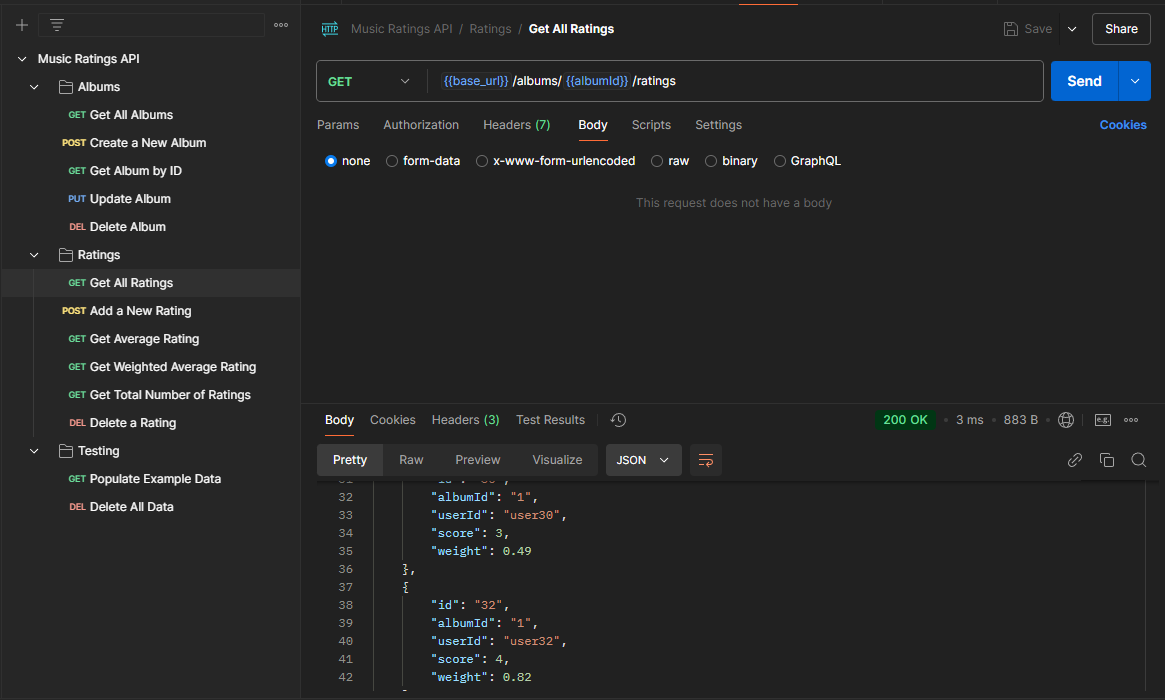 Music Ratings API
Albums
GET Get All Albums
POST Create a New Album
GET Get Album by ID
PUT Update Album
DEL Delete Album
Ratings
GET Get All Ratings
POST Add a New Rating
GET Get Average Rating
GET Get Weighted Average Rating
GET Get Total Number of Ratings
DEL Delete a Rating
Testing
GET Populate Example Data
DEL Delete All Data
HTTP Music Ratings API / Ratings / Get All Ratings
Save
Share
GET {{base_url}} /albums/ {{albumId}} /ratings
Send
Params Authorization Headers (7) Body Scripts Settings
Cookies
none form-data x-www-form-urlencoded raw binary GraphQL
This request does not have a body
Body Cookies Headers (3) Test Results
200 OK • 3 ms • 883 B • e.g.
Pretty Raw Preview Visualize JSON
32 "albumId": "1",
33 "userId": "user30",
34 "score": 3,
35 "weight": 0.49
36 },
37 {
38 "id": "32",
39 "albumId": "1",
40 "userId": "user32",
41 "score": 4,
42 "weight": 0.82